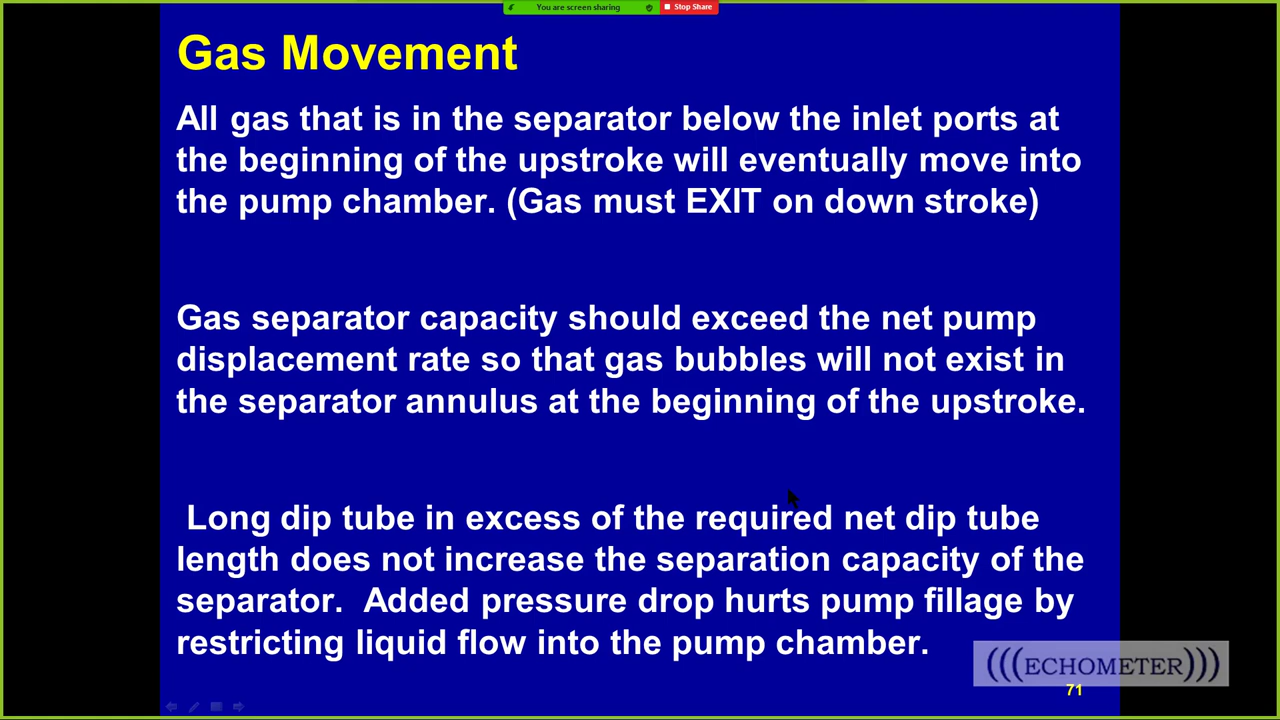 You are screen sharing
Stop Share
Gas Movement
All gas that is in the separator below the inlet ports at
the beginning of the upstroke will eventually move into
the pump chamber. (Gas must EXIT on down stroke)
Gas separator capacity should exceed the net pump
displacement rate so that gas bubbles will not exist in
the separator annulus at the beginning of the upstroke.
Long dip tube in excess of the required net dip tube
length does not increase the separation capacity of the
separator.  Added pressure drop hurts pump fillage by
restricting liquid flow into the pump chamber.
(((ECHOMETER)))
71